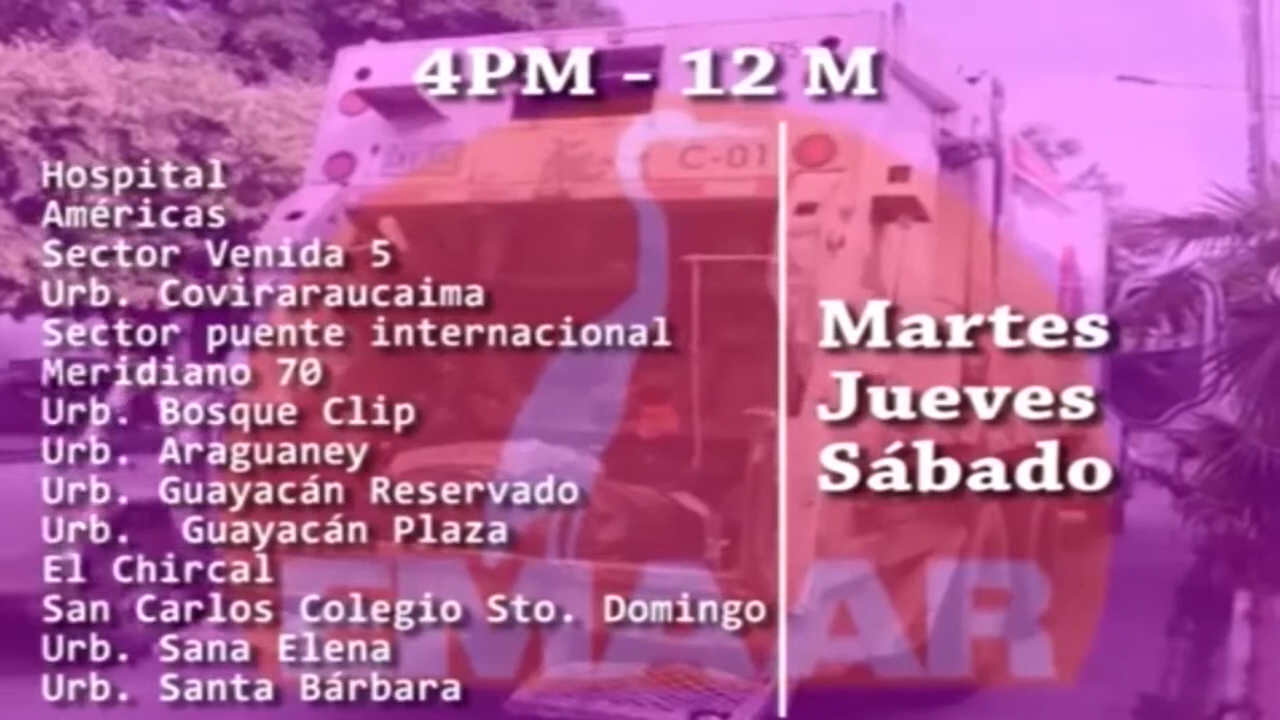 4PM - 12 M
Hospital
Américas
Sector Venida 5
Urb. Coviraraucaima
Sector puente internacional
Meridiano 70
Urb. Bosque Clip
Urb. Araguaney
Urb. Guayacán Reservado
Urb. Guayacán Plaza
El Chircal
San Carlos Colegio Sto. Domingo
Urb. Sana Elena
Urb. Santa Bárbara
Martes
Jueves
Sábado
C-01
EMAAR